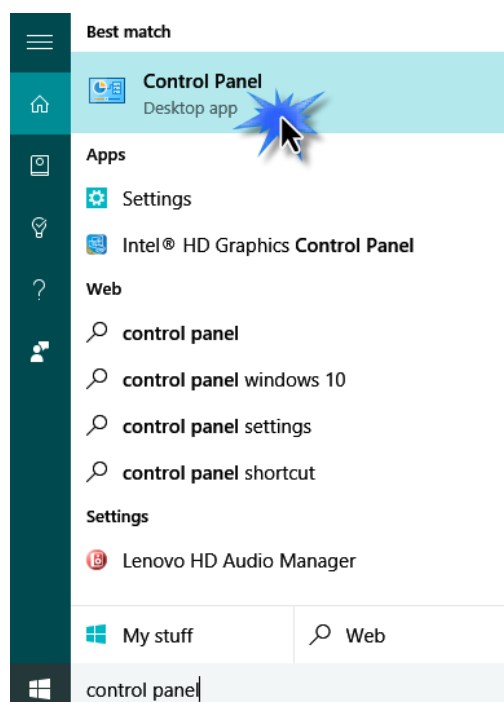 Best match
Control Panel
Desktop app
Apps
Settings
Intel® HD Graphics Control Panel
Web
control panel
control panel windows 10
control panel settings
control panel shortcut
Settings
Lenovo HD Audio Manager
My stuff
Web
control panel